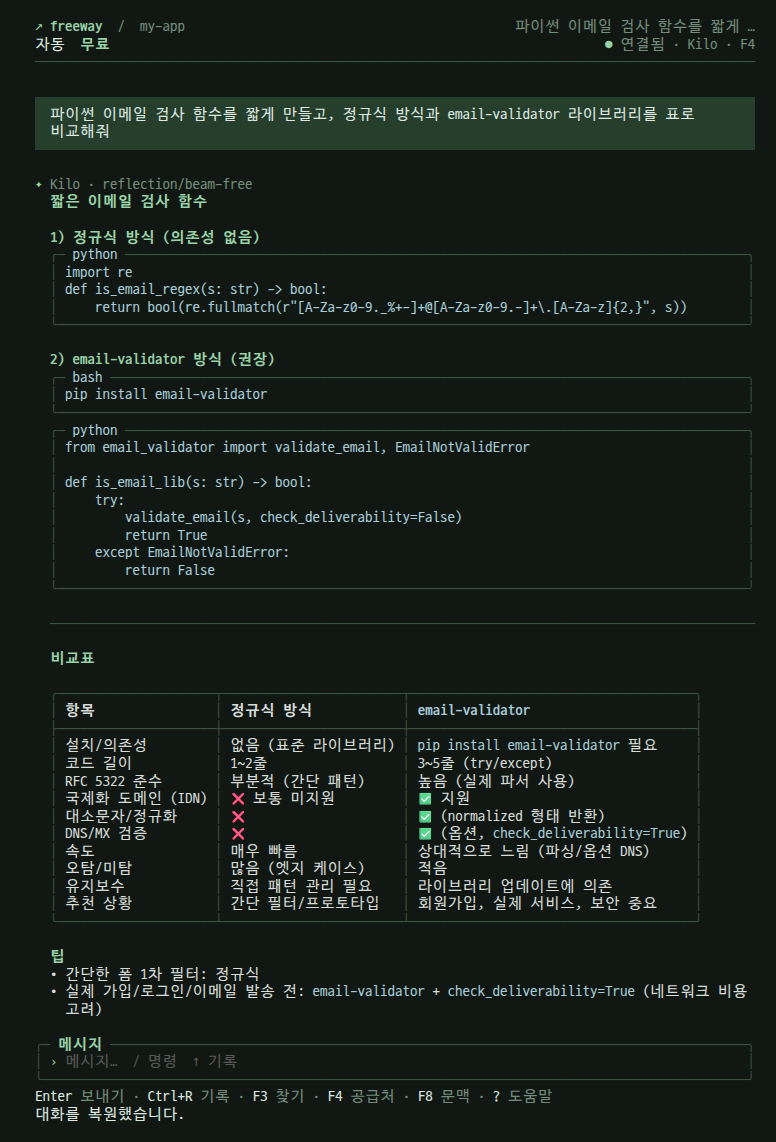 ↗ freeway / my-app 파이썬 이메일 검사 함수를 짧게 …
자동 무료 ● 연결됨 · Kilo · F4
파이썬 이메일 검사 함수를 짧게 만들고, 정규식 방식과 email-validator 라이브러리를 표로
비교해줘
✦ Kilo · reflection/beam-free
짧은 이메일 검사 함수
1) 정규식 방식 (의존성 없음)
python
import re
def is_email_regex(s: str) -> bool:
    return bool(re.fullmatch(r"[A-Za-z0-9._%+-]+@[A-Za-z0-9.-]+\.[A-Za-z]{2,}", s))
2) email-validator 방식 (권장)
bash
pip install email-validator
python
from email_validator import validate_email, EmailNotValidError
def is_email_lib(s: str) -> bool:
    try:
        validate_email(s, check_deliverability=False)
        return True
    except EmailNotValidError:
        return False
비교표
항목 정규식 방식 email-validator
설치/의존성 없음 (표준 라이브러리) pip install email-validator 필요
코드 길이 1~2줄 3~5줄 (try/except)
RFC 5322 준수 부분적 (간단 패턴) 높음 (실제 파서 사용)
국제화 도메인 (IDN) ❌ 보통 미지원 ✅ 지원
대소문자/정규화 ❌ ✅ (normalized 형태 반환)
DNS/MX 검증 ❌ ✅ (옵션, check_deliverability=True)
속도 매우 빠름 상대적으로 느림 (파싱/옵션 DNS)
오탐/미탐 많음 (엣지 케이스) 적음
유지보수 직접 패턴 관리 필요 라이브러리 업데이트에 의존
추천 상황 간단 필터/프로토타입 회원가입, 실제 서비스, 보안 중요
팁
• 간단한 폼 1차 필터: 정규식
• 실제 가입/로그인/이메일 발송 전: email-validator + check_deliverability=True (네트워크 비용
고려)
메시지
› 메시지… / 명령 ↑ 기록
Enter 보내기 · Ctrl+R 기록 · F3 찾기 · F4 공급처 · F8 문맥 · ? 도움말
대화를 복원했습니다.